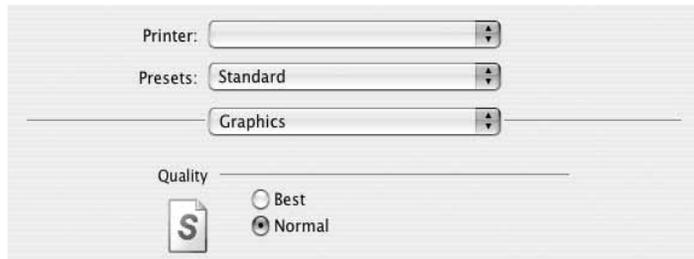 Printer:
Presets: Standard
Graphics
Quality
Best
S Normal